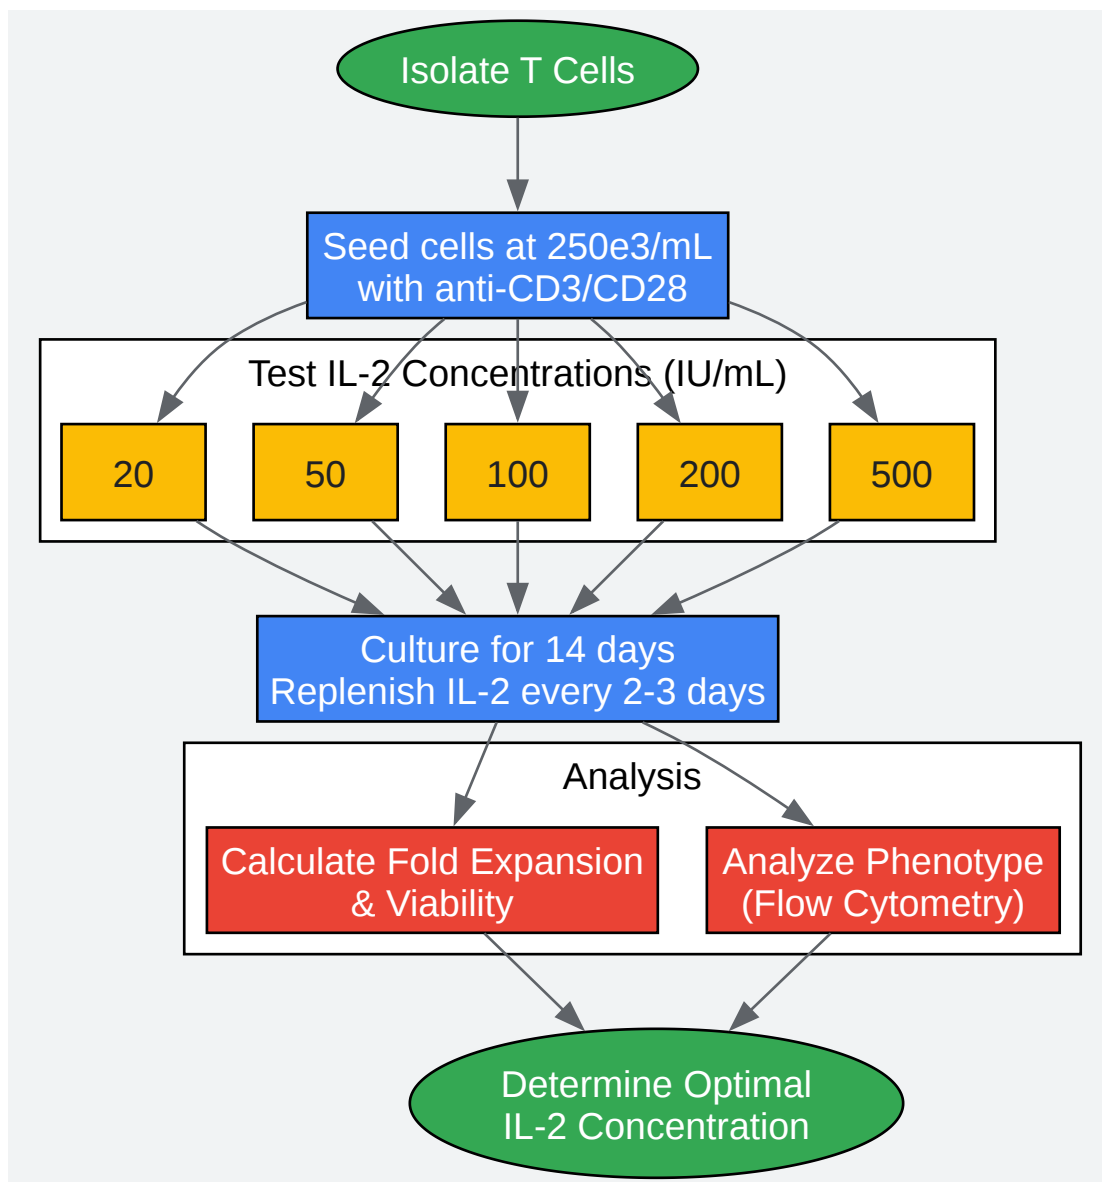 Isolate T Cells
Seed cells at 250e3/mL
with anti-CD3/CD28
Test IL-2 Concentrations (IU/mL)
20
50
100
200
500
Culture for 14 days
Replenish IL-2 every 2-3 days
Analysis
Calculate Fold Expansion
& Viability
Analyze Phenotype
(Flow Cytometry)
Determine Optimal
IL-2 Concentration